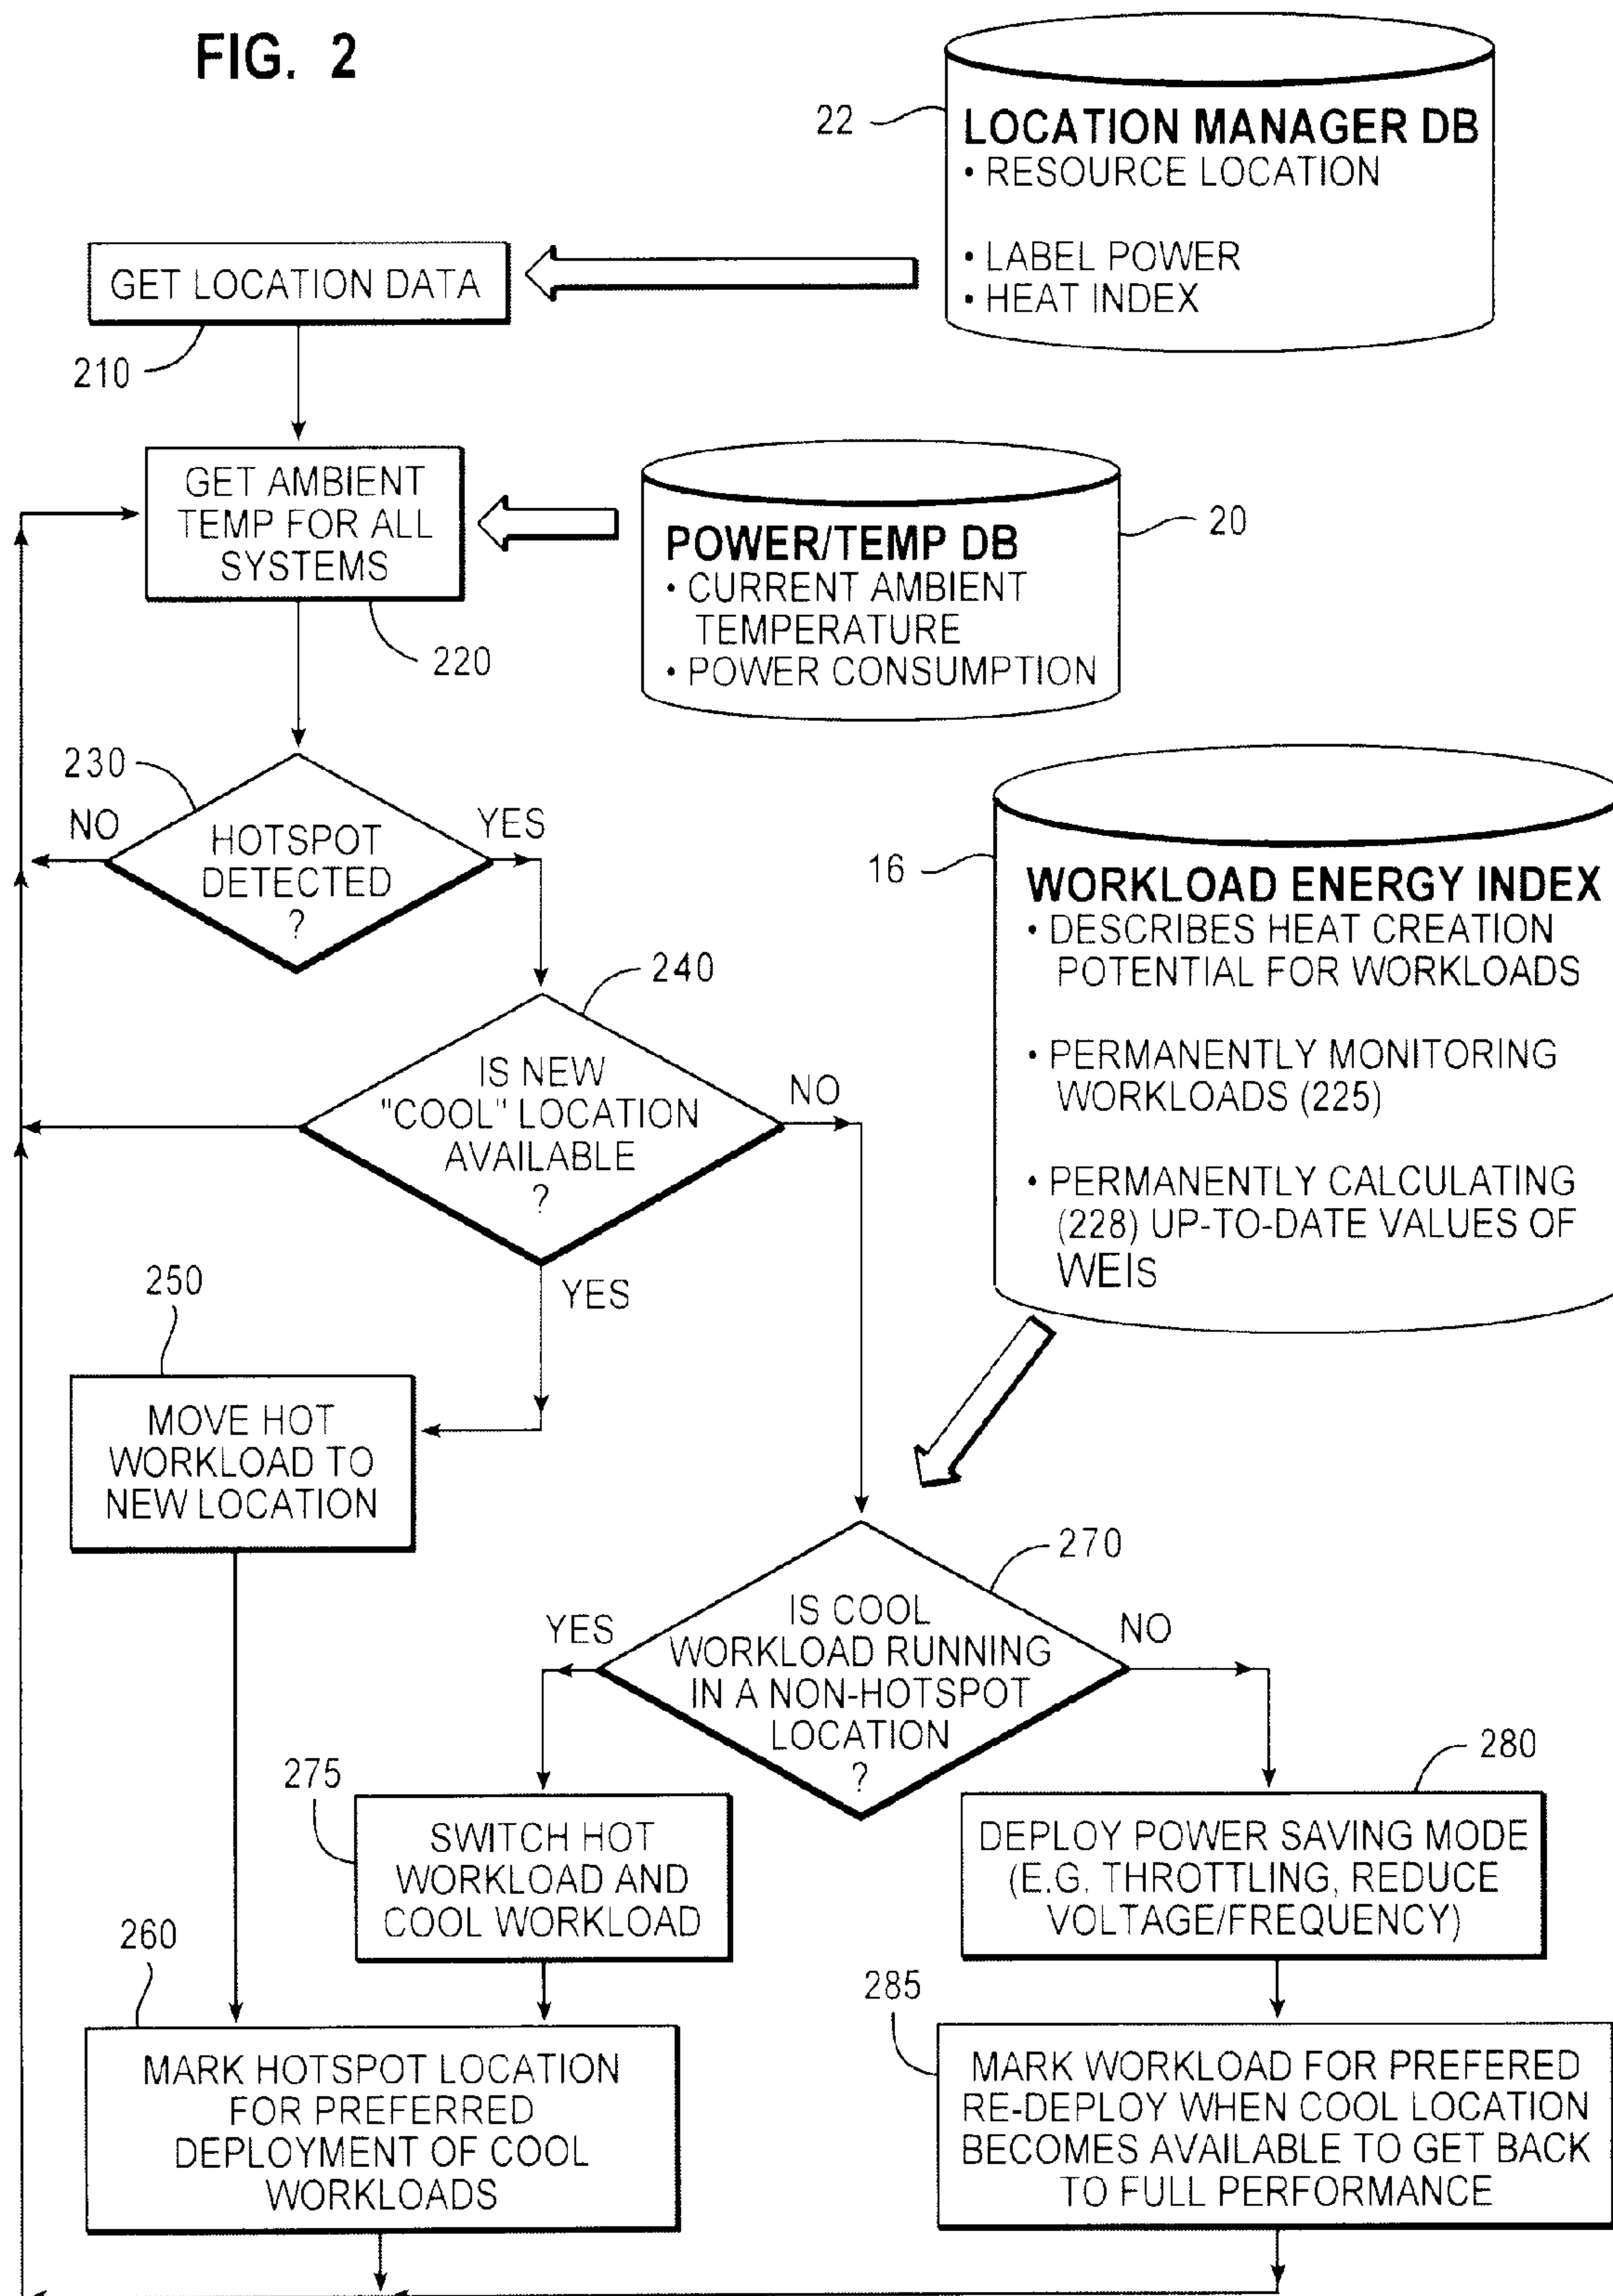 FIG. 2
22
LOCATION MANAGER DB
• RESOURCE LOCATION
• LABEL POWER
• HEAT INDEX
GET LOCATION DATA
210
GET AMBIENT
TEMP FOR ALL
SYSTEMS
220
POWER/TEMP DB
• CURRENT AMBIENT
TEMPERATURE
• POWER CONSUMPTION
20
230
NO
HOTSPOT
DETECTED
?
YES
16
WORKLOAD ENERGY INDEX
• DESCRIBES HEAT CREATION
POTENTIAL FOR WORKLOADS
• PERMANENTLY MONITORING
WORKLOADS (225)
• PERMANENTLY CALCULATING
(228) UP-TO-DATE VALUES OF
WEIS
240
IS NEW
"COOL" LOCATION
AVAILABLE
?
NO
YES
250
MOVE HOT
WORKLOAD TO
NEW LOCATION
270
IS COOL
WORKLOAD RUNNING
IN A NON-HOTSPOT
LOCATION
?
YES
NO
275
SWITCH HOT
WORKLOAD AND
COOL WORKLOAD
280
DEPLOY POWER SAVING MODE
(E.G. THROTTLING, REDUCE
VOLTAGE/FREQUENCY)
260
MARK HOTSPOT LOCATION
FOR PREFERRED
DEPLOYMENT OF COOL
WORKLOADS
285
MARK WORKLOAD FOR PREFERED
RE-DEPLOY WHEN COOL LOCATION
BECOMES AVAILABLE TO GET BACK
TO FULL PERFORMANCE